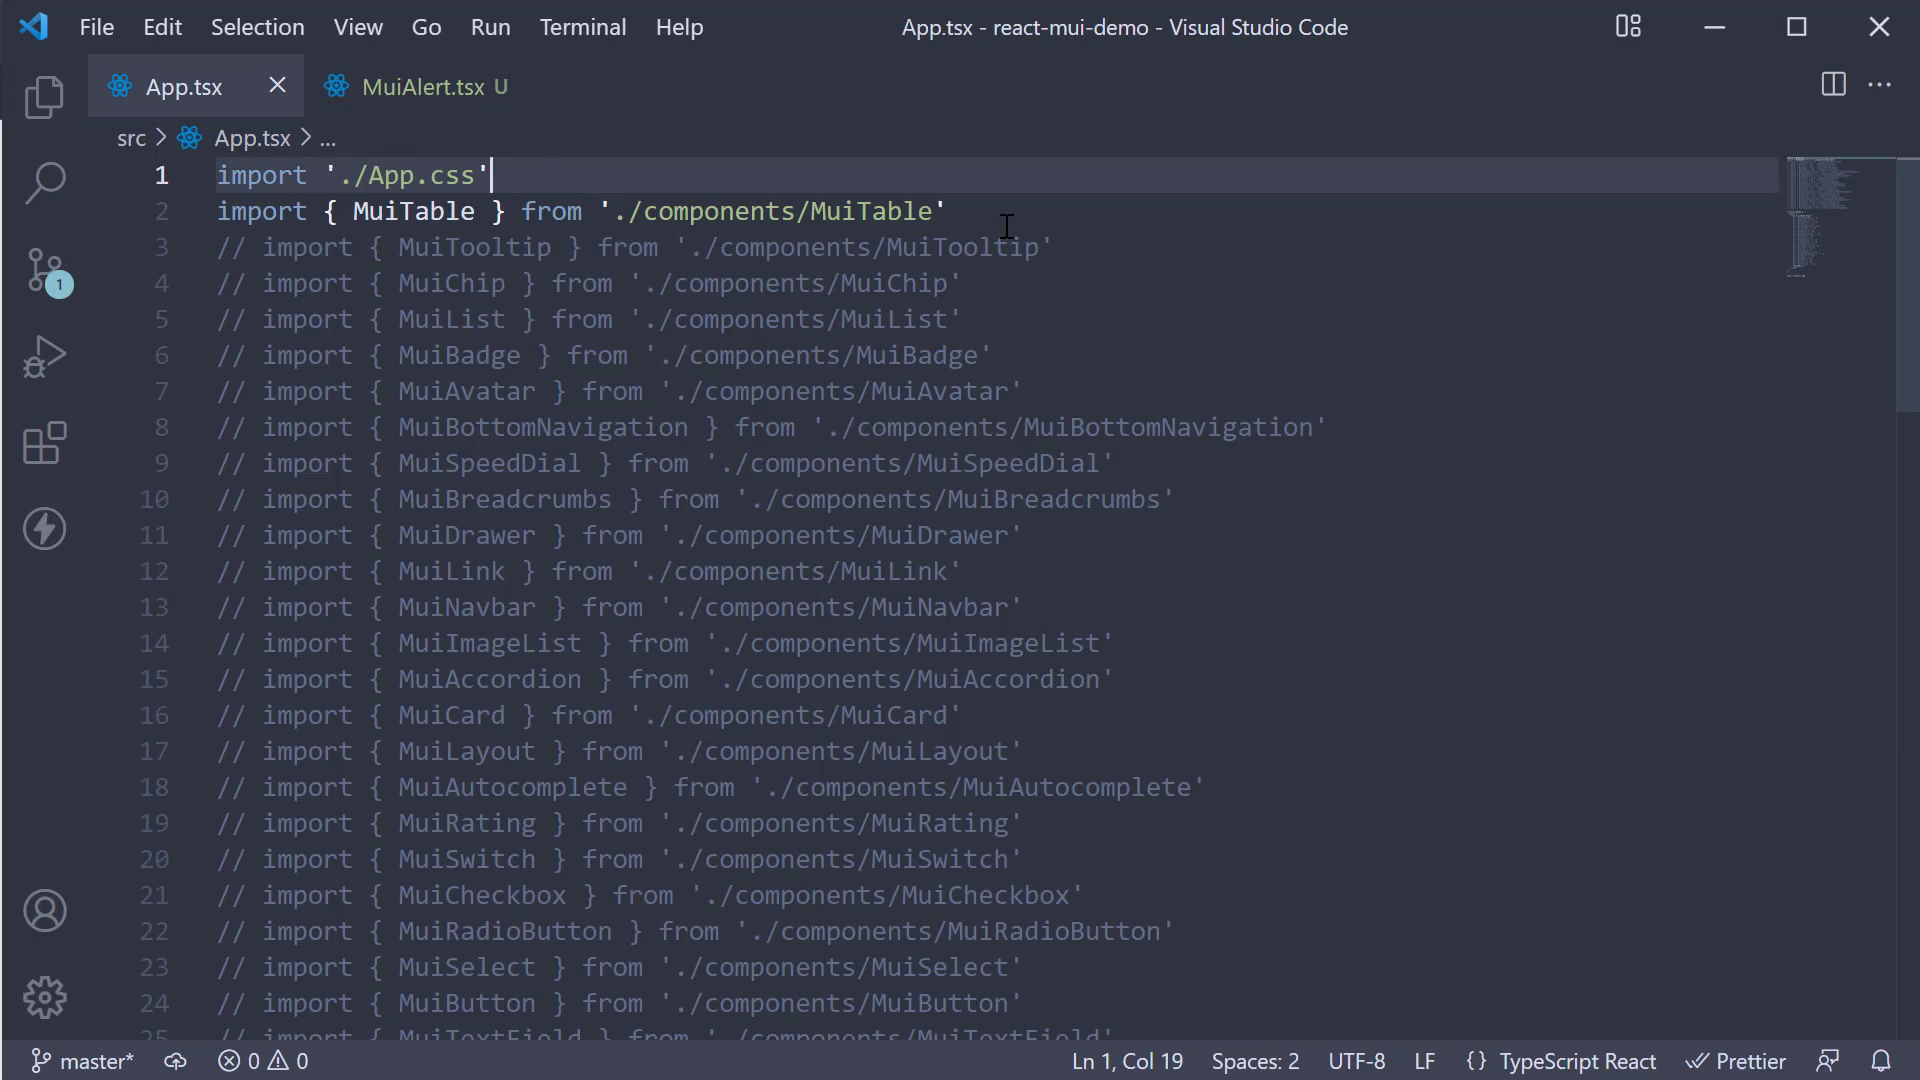 File Edit Selection View Go Run Terminal Help App.tsx - react-mui-demo - Visual Studio Code
App.tsx MuiAlert.tsx U
src > App.tsx > ...
1 import './App.css'
2 import { MuiTable } from './components/MuiTable'
3 // import { MuiTooltip } from './components/MuiTooltip'
4 // import { MuiChip } from './components/MuiChip'
5 // import { MuiList } from './components/MuiList'
6 // import { MuiBadge } from './components/MuiBadge'
7 // import { MuiAvatar } from './components/MuiAvatar'
8 // import { MuiBottomNavigation } from './components/MuiBottomNavigation'
9 // import { MuiSpeedDial } from './components/MuiSpeedDial'
10 // import { MuiBreadcrumbs } from './components/MuiBreadcrumbs'
11 // import { MuiDrawer } from './components/MuiDrawer'
12 // import { MuiLink } from './components/MuiLink'
13 // import { MuiNavbar } from './components/MuiNavbar'
14 // import { MuiImageList } from './components/MuiImageList'
15 // import { MuiAccordion } from './components/MuiAccordion'
16 // import { MuiCard } from './components/MuiCard'
17 // import { MuiLayout } from './components/MuiLayout'
18 // import { MuiAutocomplete } from './components/MuiAutocomplete'
19 // import { MuiRating } from './components/MuiRating'
20 // import { MuiSwitch } from './components/MuiSwitch'
21 // import { MuiCheckbox } from './components/MuiCheckbox'
22 // import { MuiRadioButton } from './components/MuiRadioButton'
23 // import { MuiSelect } from './components/MuiSelect'
24 // import { MuiButton } from './components/MuiButton'
25 // import { MuiTextField } from './components/MuiTextField'
1
master* 0 0 Ln 1, Col 19 Spaces: 2 UTF-8 LF {} TypeScript React Prettier